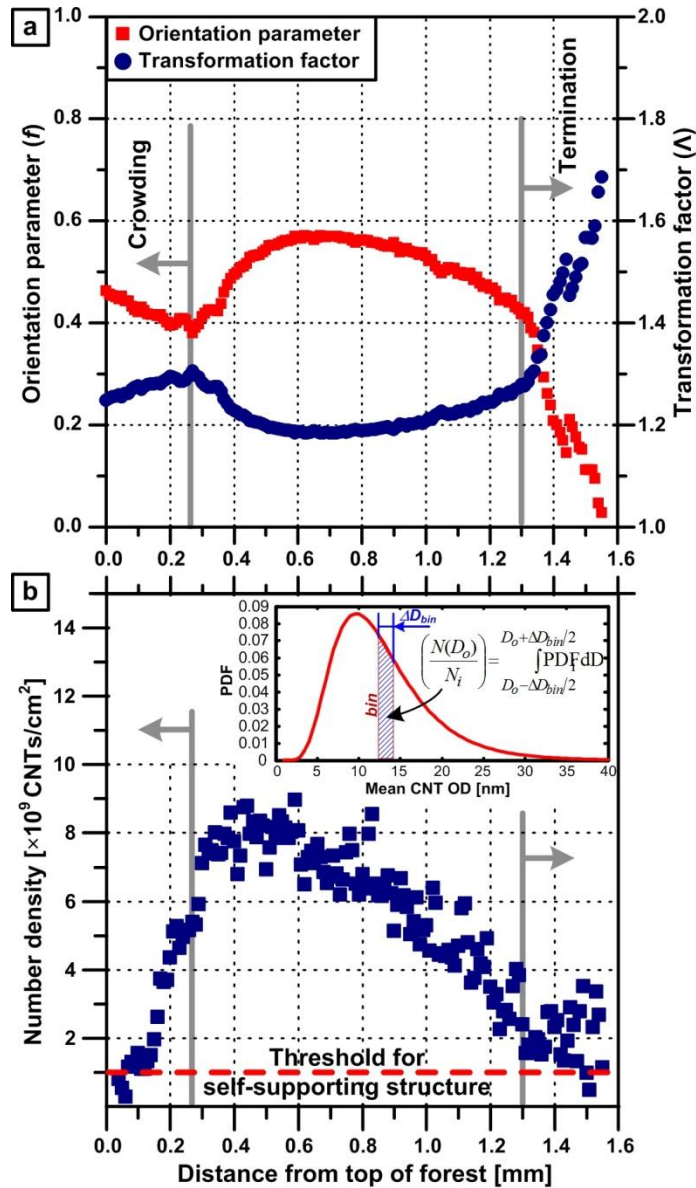 a
Orientation parameter
Transformation factor
Orientation parameter (f)
1.0
0.8
0.6
0.4
0.2
0.0
Crowding
Termination
2.0
1.8
1.6
1.4
1.2
1.0
Transformation factor (Λ)
0.0 0.2 0.4 0.6 0.8 1.0 1.2 1.4 1.6
b
Number density [×10⁹ CNTs/cm²]
14
12
10
8
6
4
2
PDF
0.09
0.08
0.07
0.06
0.05
0.04
0.03
0.02
0.01
0
ΔD_bin
(N(D_o)/N_i) = ∫ PDF dD
D_o+ΔD_bin/2
D_o−ΔD_bin/2
bin
0 5 10 15 20 25 30 35 40
Mean CNT OD [nm]
Threshold for
self-supporting structure
0.0 0.2 0.4 0.6 0.8 1.0 1.2 1.4 1.6
Distance from top of forest [mm]